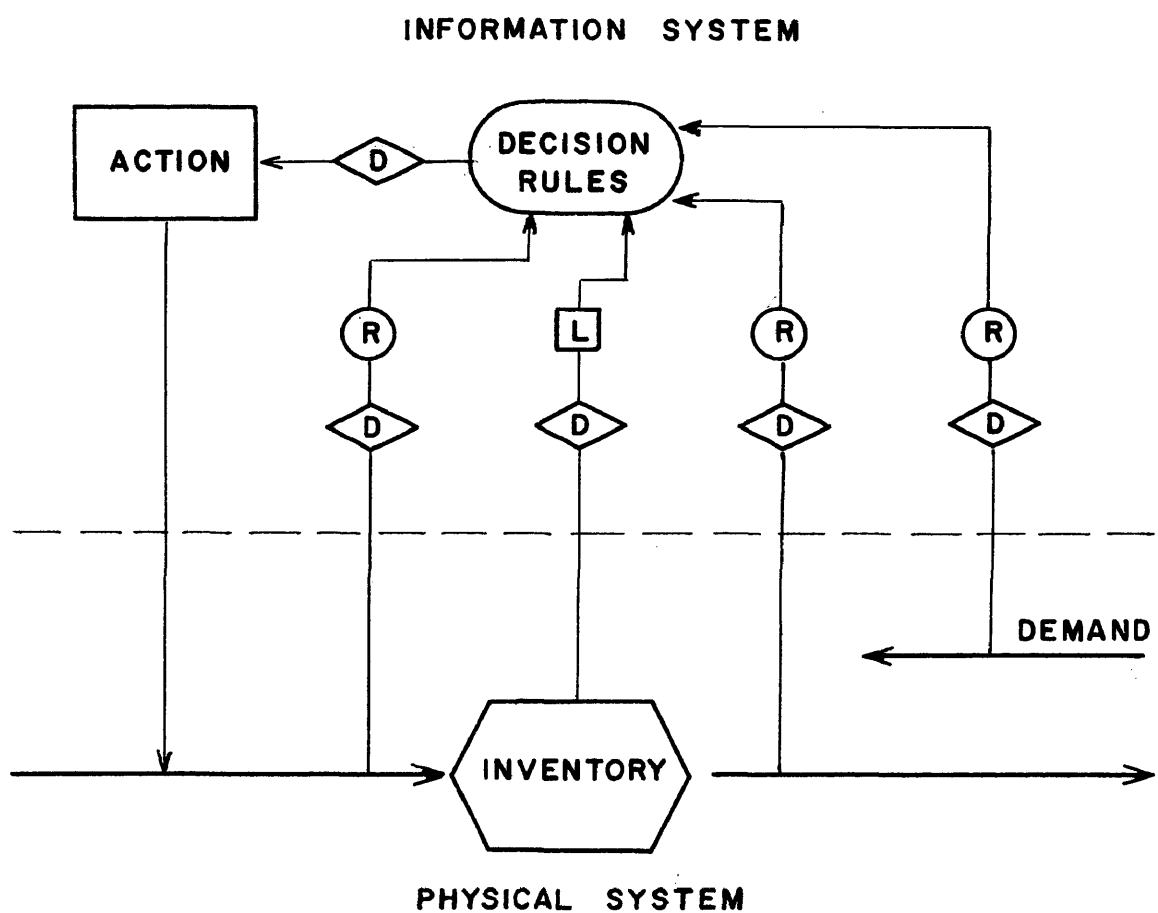 INFORMATION SYSTEM
ACTION
D
DECISION
RULES
R
L
R
R
D
D
D
D
DEMAND
INVENTORY
PHYSICAL SYSTEM